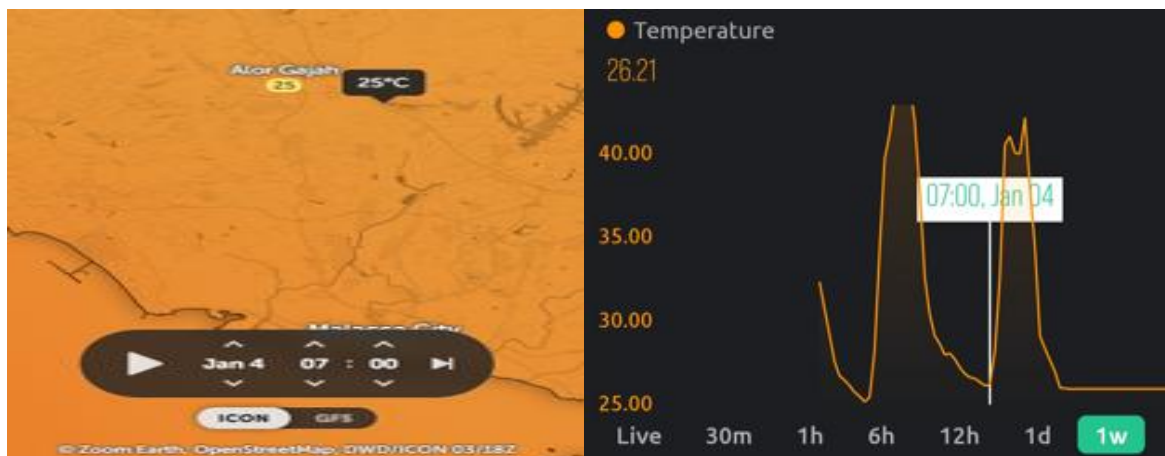 Alor Gajah
25
25°C
Malacca City
Jan 4 07 : 00
ICON GFS
© Zoom Earth, OpenStreetMap, DWD/ICON 03/18Z
Temperature
26.21
40.00
07:00, Jan 04
35.00
30.00
25.00
Live 30m 1h 6h 12h 1d 1w